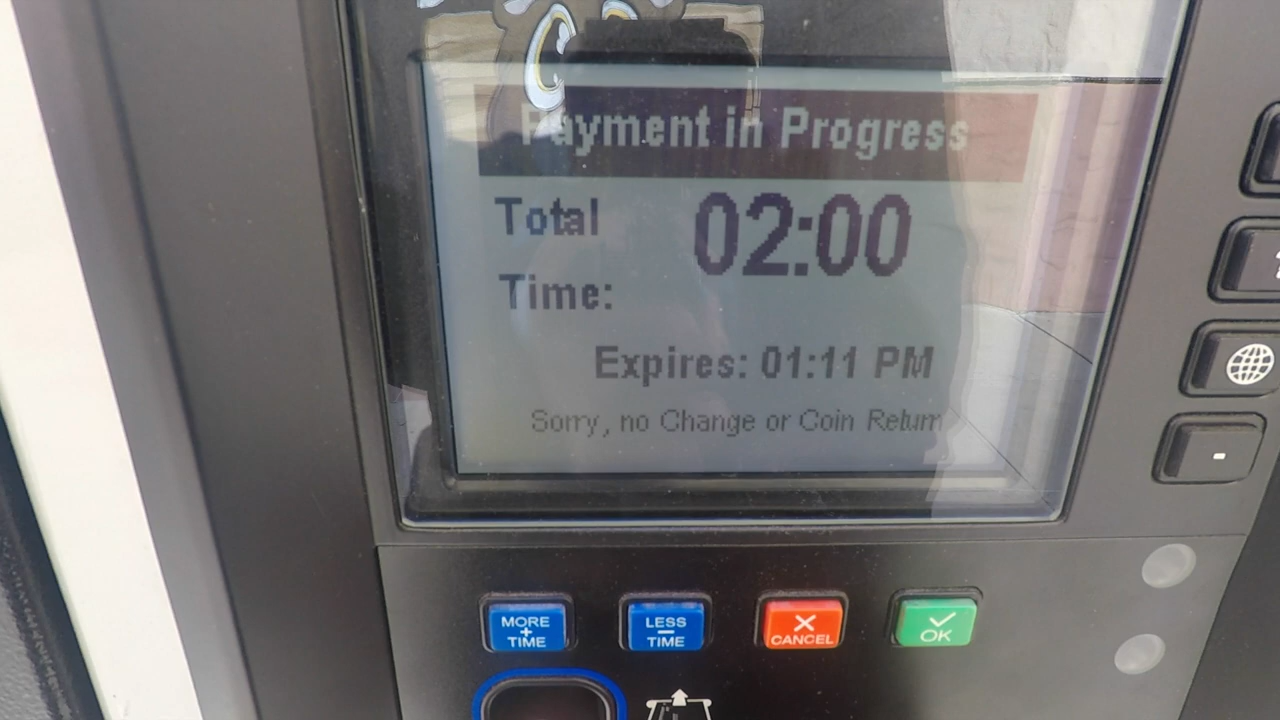 Payment in Progress
Total 02:00
Time:
Expires: 01:11 PM
Sorry, no Change or Coin Return
MORE + TIME
LESS - TIME
CANCEL
OK